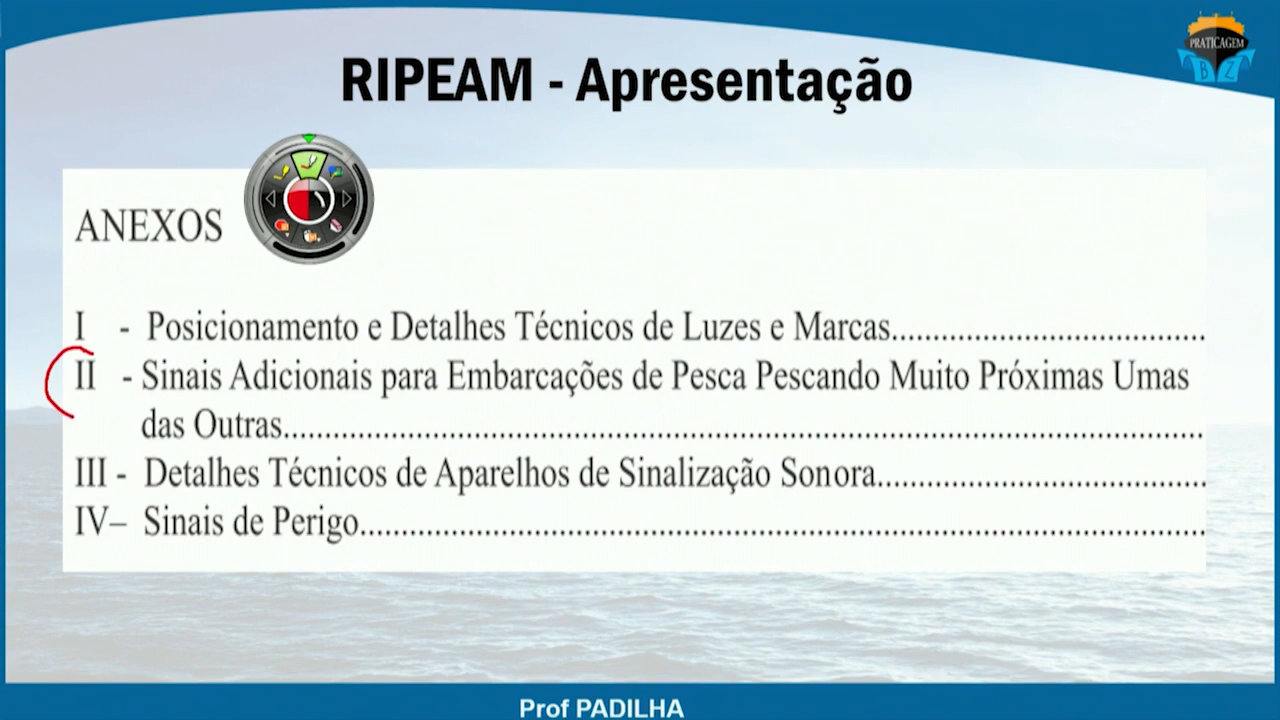 RIPEAM - Apresentação
PRATICAGEM
B Z
ANEXOS
I - Posicionamento e Detalhes Técnicos de Luzes e Marcas........................................
II - Sinais Adicionais para Embarcações de Pesca Pescando Muito Próximas Umas
das Outras....................................................................................................................
III - Detalhes Técnicos de Aparelhos de Sinalização Sonora..........................................
IV– Sinais de Perigo.........................................................................................................
Prof PADILHA